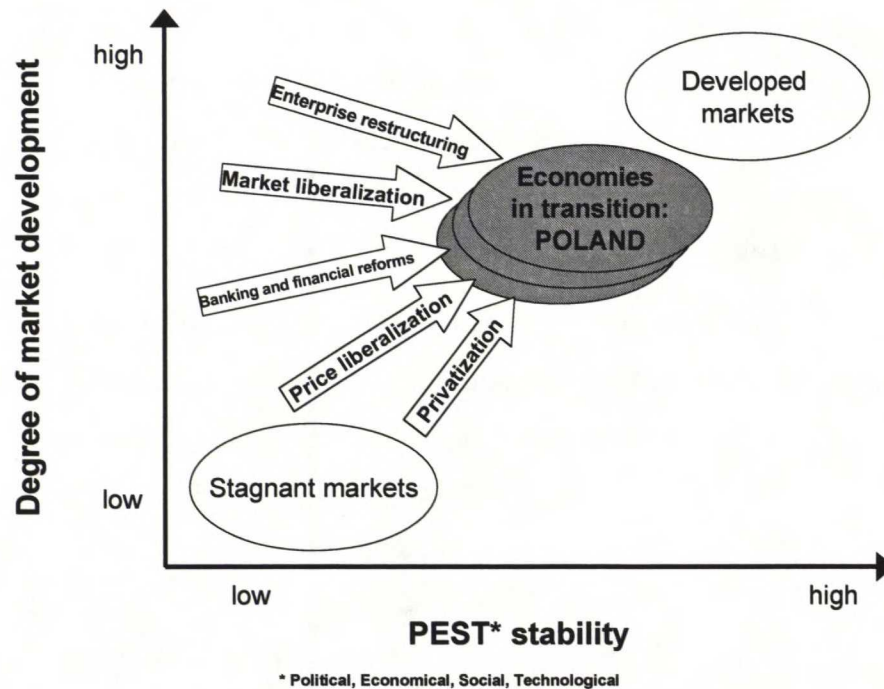 Degree of market development
high
low
Enterprise restructuring
Market liberalization
Banking and financial reforms
Price liberalization
Privatization
Developed
markets
Economies
in transition:
POLAND
Stagnant markets
low
high
PEST* stability
* Political, Economical, Social, Technological